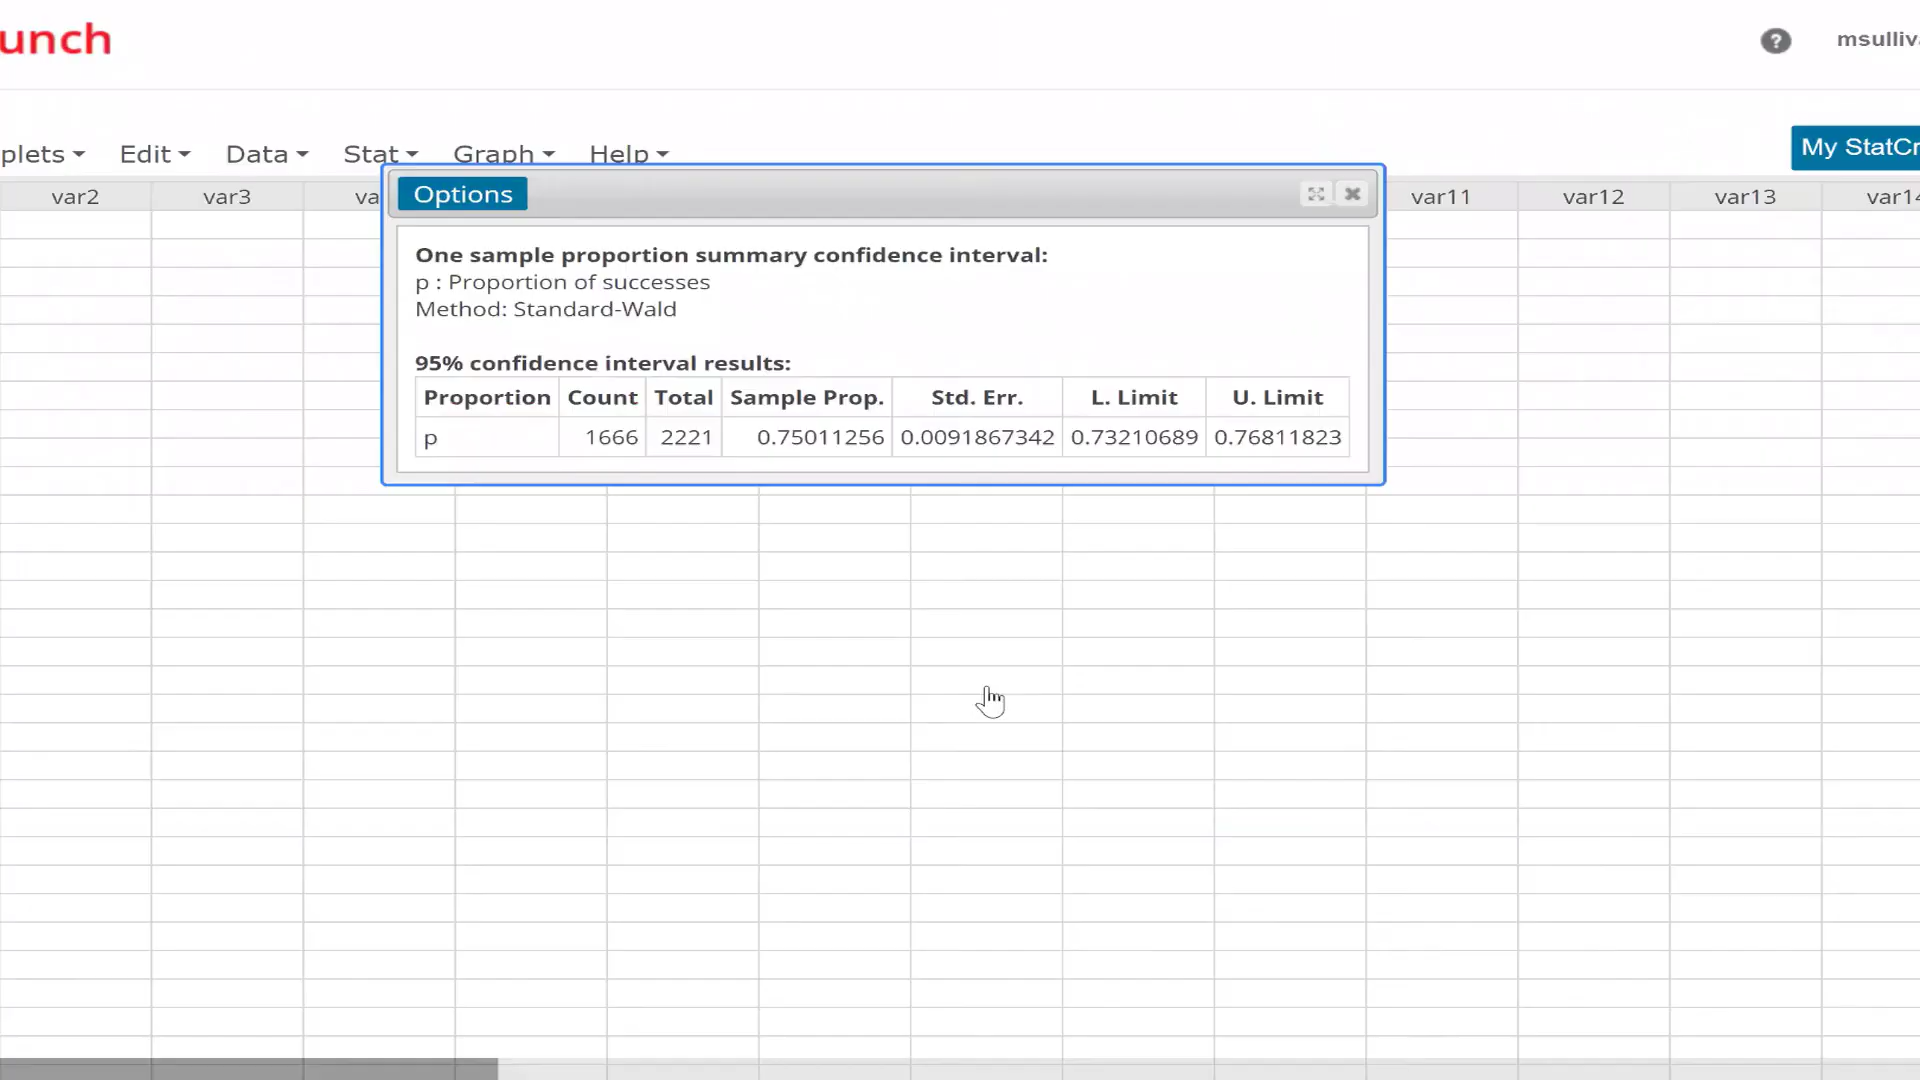 unch
? msulliva
plets Edit Data Stat Graph Help
My StatCr
var2 var3 va var11 var12 var13 var14
Options
One sample proportion summary confidence interval:
p : Proportion of successes
Method: Standard-Wald
95% confidence interval results:
Proportion Count Total Sample Prop. Std. Err. L. Limit U. Limit
p 1666 2221 0.75011256 0.0091867342 0.73210689 0.76811823